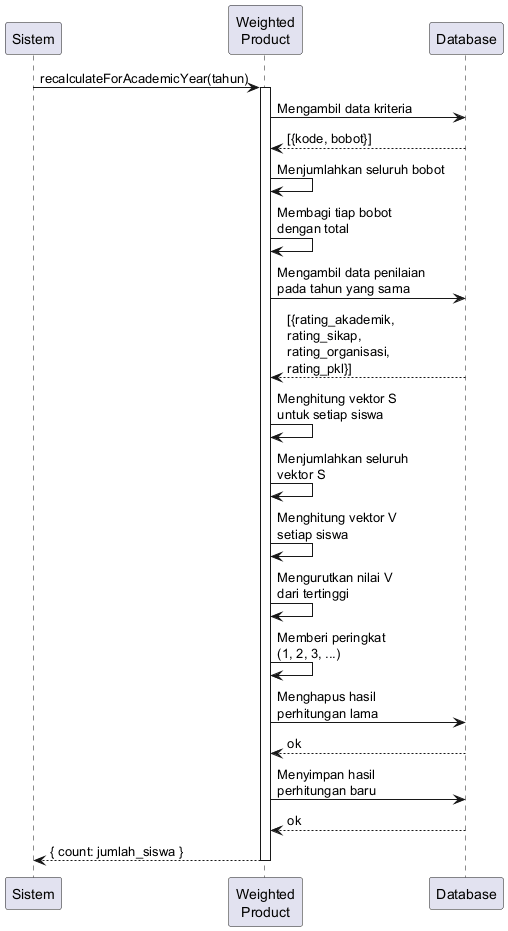 Sistem
Weighted
Product
Database
recalculateForAcademicYear(tahun)
Mengambil data kriteria
[{kode, bobot}]
Menjumlahkan seluruh bobot
Membagi tiap bobot
dengan total
Mengambil data penilaian
pada tahun yang sama
[{rating_akademik,
rating_sikap,
rating_organisasi,
rating_pkl}]
Menghitung vektor S
untuk setiap siswa
Menjumlahkan seluruh
vektor S
Menghitung vektor V
setiap siswa
Mengurutkan nilai V
dari tertinggi
Memberi peringkat
(1, 2, 3, ...)
Menghapus hasil
perhitungan lama
ok
Menyimpan hasil
perhitungan baru
ok
{ count: jumlah_siswa }
Sistem
Weighted
Product
Database